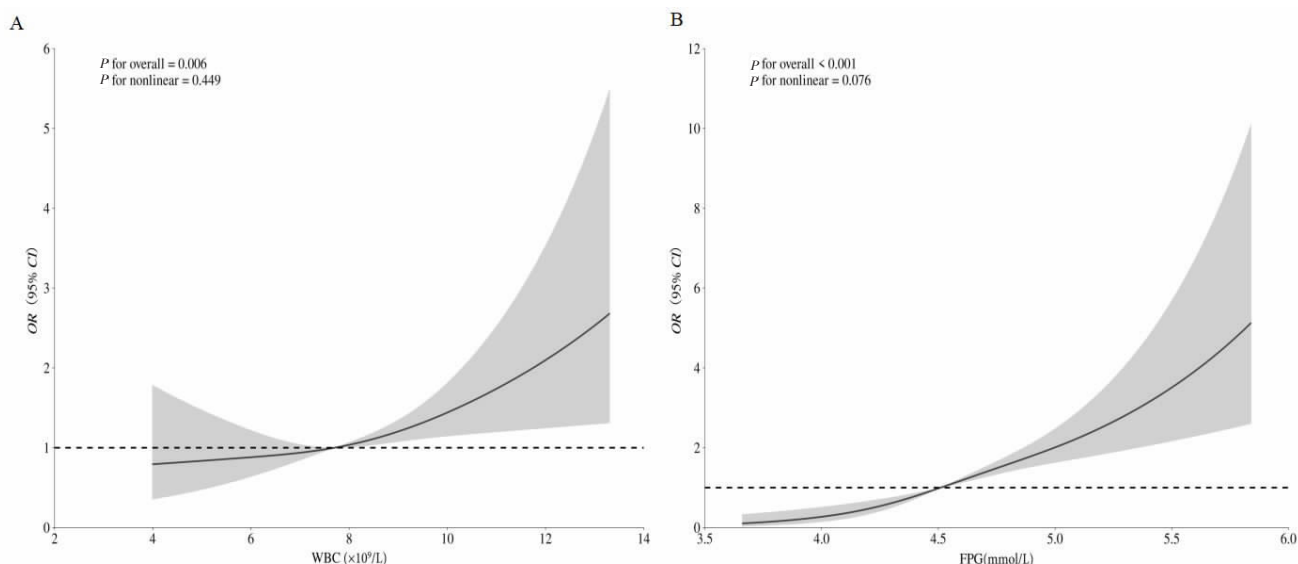 A
P for overall = 0.006
P for nonlinear = 0.449
6
5
4
3
2
1
0
OR (95% CI)
2
4
6
8
10
12
14
WBC (×10⁹/L)
B
P for overall < 0.001
P for nonlinear = 0.076
12
10
8
6
4
2
0
OR (95% CI)
3.5
4.0
4.5
5.0
5.5
6.0
FPG(mmol/L)